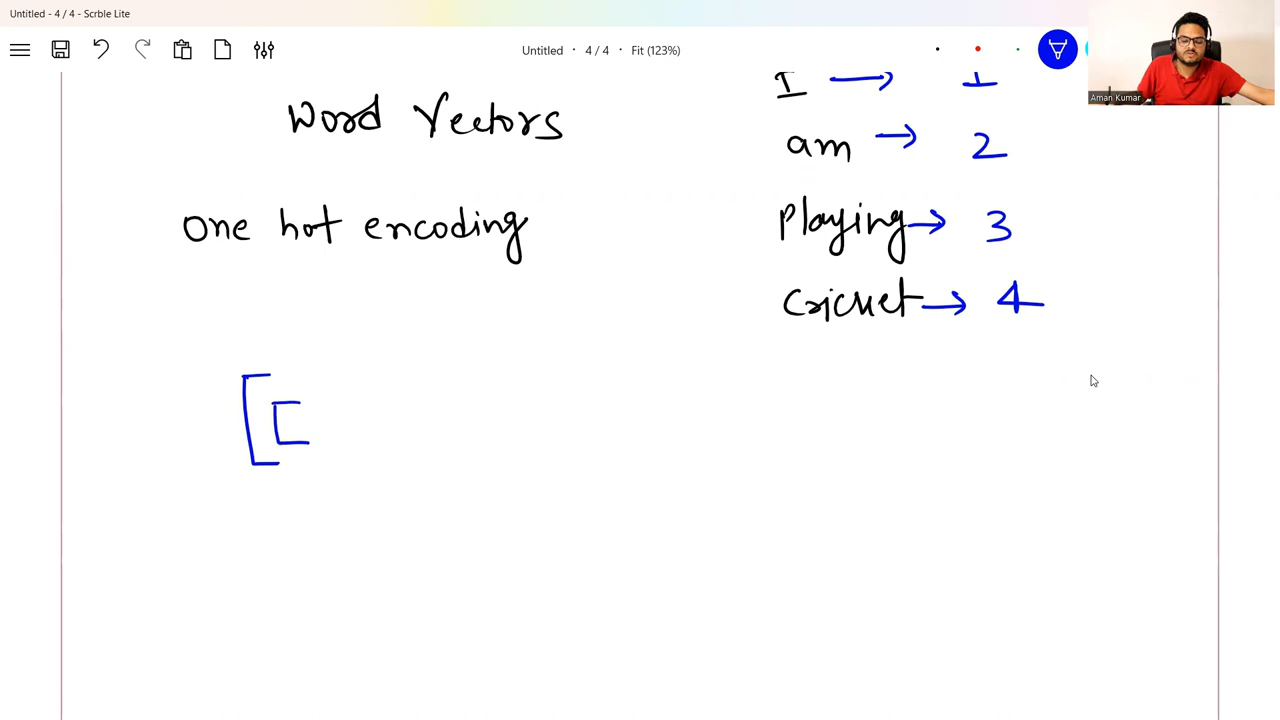 Untitled - 4 / 4 - Scrble Lite
Untitled • 4 / 4 • Fit (123%)
Aman Kumar
Word Vectors
One hot encoding
I → 1
am → 2
Playing → 3
Cricket → 4
[[